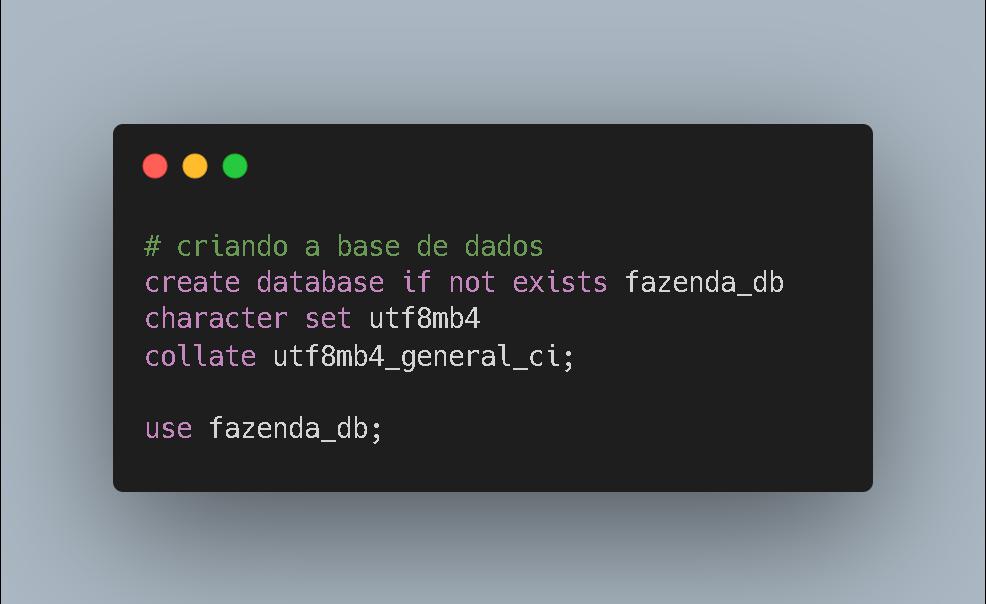 # criando a base de dados
create database if not exists fazenda_db
character set utf8mb4
collate utf8mb4_general_ci;
use fazenda_db;